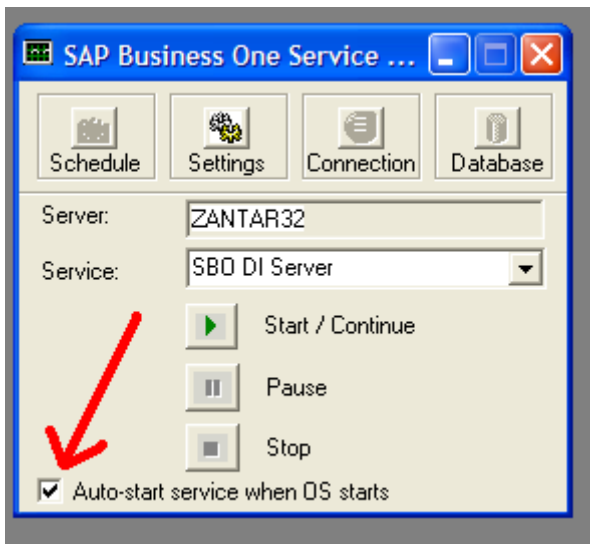 SAP Business One Service ...
Schedule Settings Connection Database
Server: ZANTAR32
Service: SBO DI Server
Start / Continue
Pause
Stop
Auto-start service when OS starts